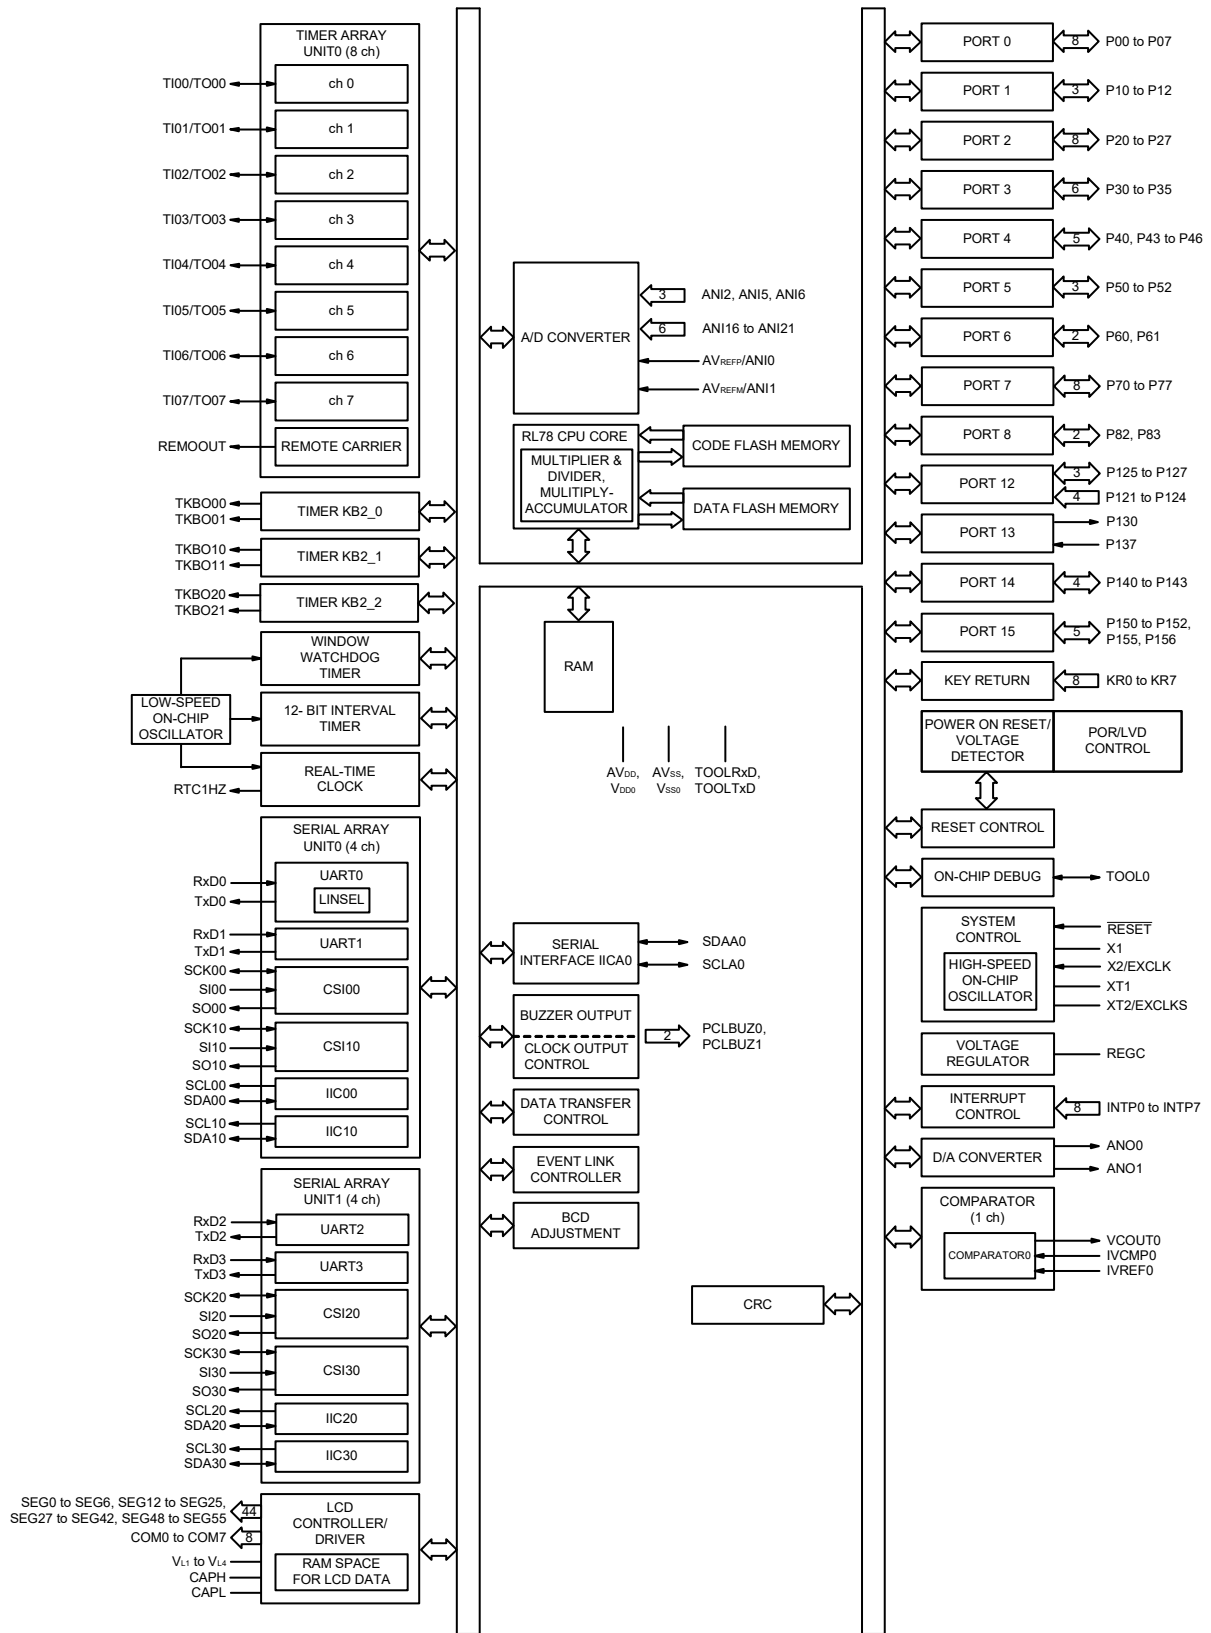 TIMER ARRAY
UNIT0 (8 ch)
TI00/TO00
ch 0
TI01/TO01
ch 1
TI02/TO02
ch 2
TI03/TO03
ch 3
TI04/TO04
ch 4
TI05/TO05
ch 5
TI06/TO06
ch 6
TI07/TO07
ch 7
REMOOUT
REMOTE CARRIER
TKBO00
TKBO01
TIMER KB2_0
TKBO10
TKBO11
TIMER KB2_1
TKBO20
TKBO21
TIMER KB2_2
WINDOW
WATCHDOG
TIMER
LOW-SPEED
ON-CHIP
OSCILLATOR
12- BIT INTERVAL
TIMER
REAL-TIME
CLOCK
RTC1HZ
SERIAL ARRAY
UNIT0 (4 ch)
RxD0
TxD0
UART0
LINSEL
RxD1
TxD1
UART1
SCK00
SI00
SO00
CSI00
SCK10
SI10
SO10
CSI10
SCL00
SDA00
IIC00
SCL10
SDA10
IIC10
SERIAL ARRAY
UNIT1 (4 ch)
RxD2
TxD2
UART2
RxD3
TxD3
UART3
SCK20
SI20
SO20
CSI20
SCK30
SI30
SO30
CSI30
SCL20
SDA20
IIC20
SCL30
SDA30
IIC30
SEG0 to SEG6, SEG12 to SEG25,
SEG27 to SEG42, SEG48 to SEG55
44
COM0 to COM7
8
VL1 to VL4
CAPH
CAPL
LCD
CONTROLLER/
DRIVER
RAM SPACE
FOR LCD DATA
A/D CONVERTER
3
ANI2, ANI5, ANI6
6
ANI16 to ANI21
AVREFP/ANI0
AVREFM/ANI1
RL78 CPU CORE
MULTIPLIER &
DIVIDER,
MULITIPLY-
ACCUMULATOR
CODE FLASH MEMORY
DATA FLASH MEMORY
RAM
AVDD,
VDD0
AVSS,
VSS0
TOOLRxD,
TOOLTxD
SERIAL
INTERFACE IICA0
SDAA0
SCLA0
BUZZER OUTPUT
CLOCK OUTPUT
CONTROL
2
PCLBUZ0,
PCLBUZ1
DATA TRANSFER
CONTROL
EVENT LINK
CONTROLLER
BCD
ADJUSTMENT
CRC
PORT 0
8
P00 to P07
PORT 1
3
P10 to P12
PORT 2
8
P20 to P27
PORT 3
6
P30 to P35
PORT 4
5
P40, P43 to P46
PORT 5
3
P50 to P52
PORT 6
2
P60, P61
PORT 7
8
P70 to P77
PORT 8
2
P82, P83
PORT 12
3
P125 to P127
4
P121 to P124
PORT 13
P130
P137
PORT 14
4
P140 to P143
PORT 15
5
P150 to P152,
P155, P156
KEY RETURN
8
KR0 to KR7
POWER ON RESET/
VOLTAGE
DETECTOR
POR/LVD
CONTROL
RESET CONTROL
ON-CHIP DEBUG
TOOL0
SYSTEM
CONTROL
HIGH-SPEED
ON-CHIP
OSCILLATOR
RESET
X1
X2/EXCLK
XT1
XT2/EXCLKS
VOLTAGE
REGULATOR
REGC
INTERRUPT
CONTROL
8
INTP0 to INTP7
D/A CONVERTER
ANO0
ANO1
COMPARATOR
(1 ch)
COMPARATOR0
VCOUT0
IVCMP0
IVREF0